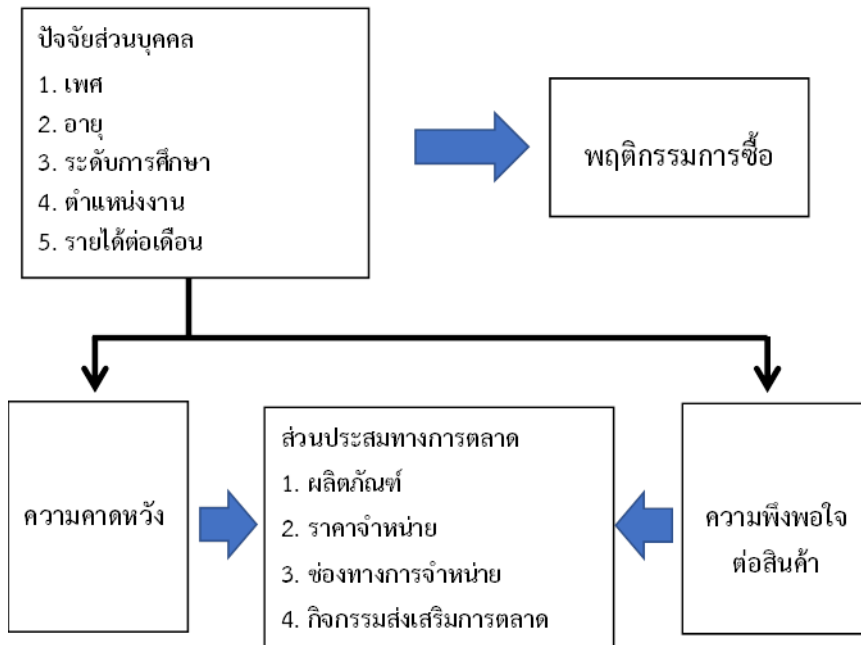 ปัจจัยส่วนบุคคล
1. เพศ
2. อายุ
3. ระดับการศึกษา
4. ตำแหน่งงาน
5. รายได้ต่อเดือน
พฤติกรรมการซื้อ
ความคาดหวัง
ส่วนประสมทางการตลาด
1. ผลิตภัณฑ์
2. ราคาจำหน่าย
3. ช่องทางการจำหน่าย
4. กิจกรรมส่งเสริมการตลาด
ความพึงพอใจ
ต่อสินค้า